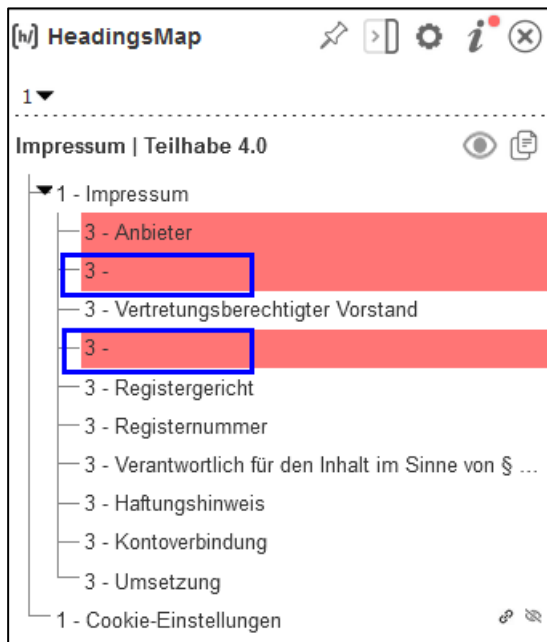 [hz] HeadingsMap
1
Impressum | Teilhabe 4.0
1 - Impressum
3 - Anbieter
3 -
3 - Vertretungsberechtigter Vorstand
3 -
3 - Registergericht
3 - Registernummer
3 - Verantwortlich für den Inhalt im Sinne von § ...
3 - Haftungshinweis
3 - Kontoverbindung
3 - Umsetzung
1 - Cookie-Einstellungen